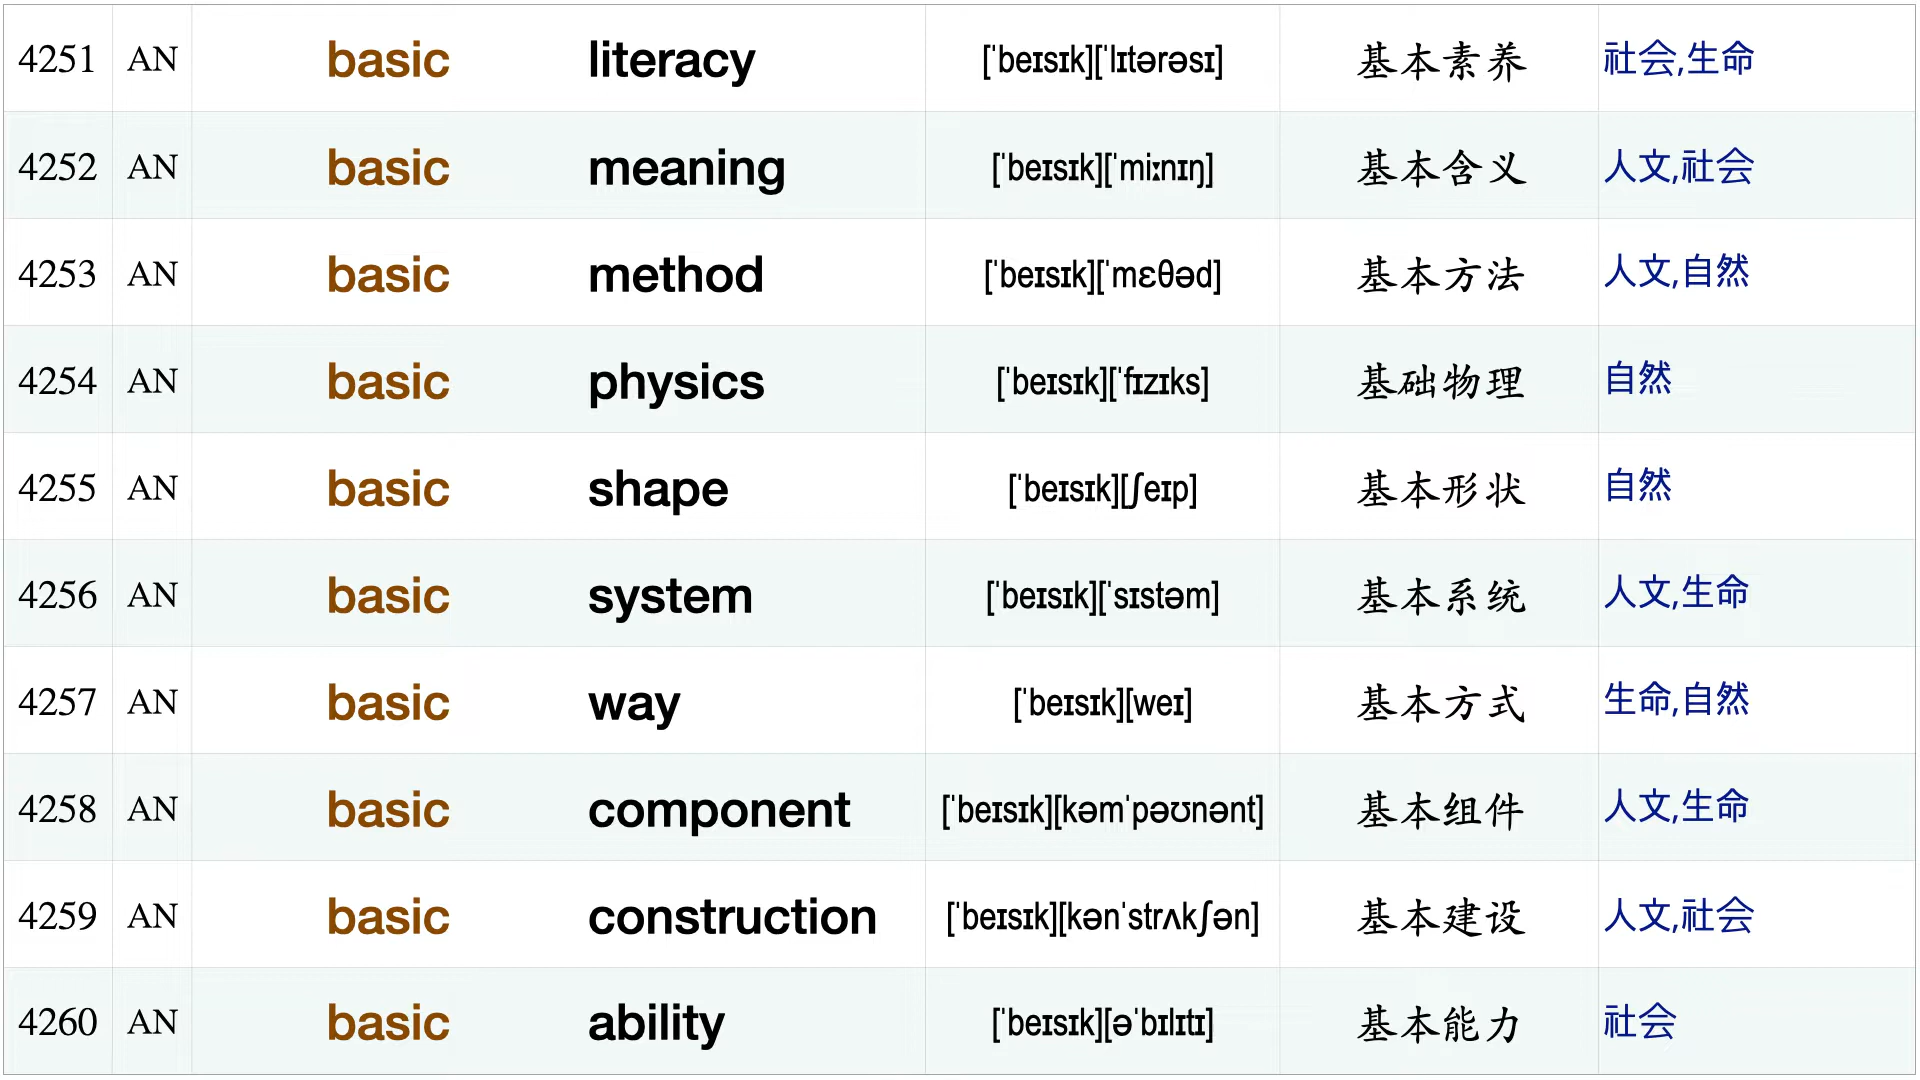 4251 AN basic literacy [ˈbeɪsɪk][ˈlɪtərəsɪ] 基本素养 社会,生命
4252 AN basic meaning [ˈbeɪsɪk][ˈmiːnɪŋ] 基本含义 人文,社会
4253 AN basic method [ˈbeɪsɪk][ˈmɛθəd] 基本方法 人文,自然
4254 AN basic physics [ˈbeɪsɪk][ˈfɪzɪks] 基础物理 自然
4255 AN basic shape [ˈbeɪsɪk][ʃeɪp] 基本形状 自然
4256 AN basic system [ˈbeɪsɪk][ˈsɪstəm] 基本系统 人文,生命
4257 AN basic way [ˈbeɪsɪk][weɪ] 基本方式 生命,自然
4258 AN basic component [ˈbeɪsɪk][kəmˈpəʊnənt] 基本组件 人文,生命
4259 AN basic construction [ˈbeɪsɪk][kənˈstrʌkʃən] 基本建设 人文,社会
4260 AN basic ability [ˈbeɪsɪk][əˈbɪlɪtɪ] 基本能力 社会